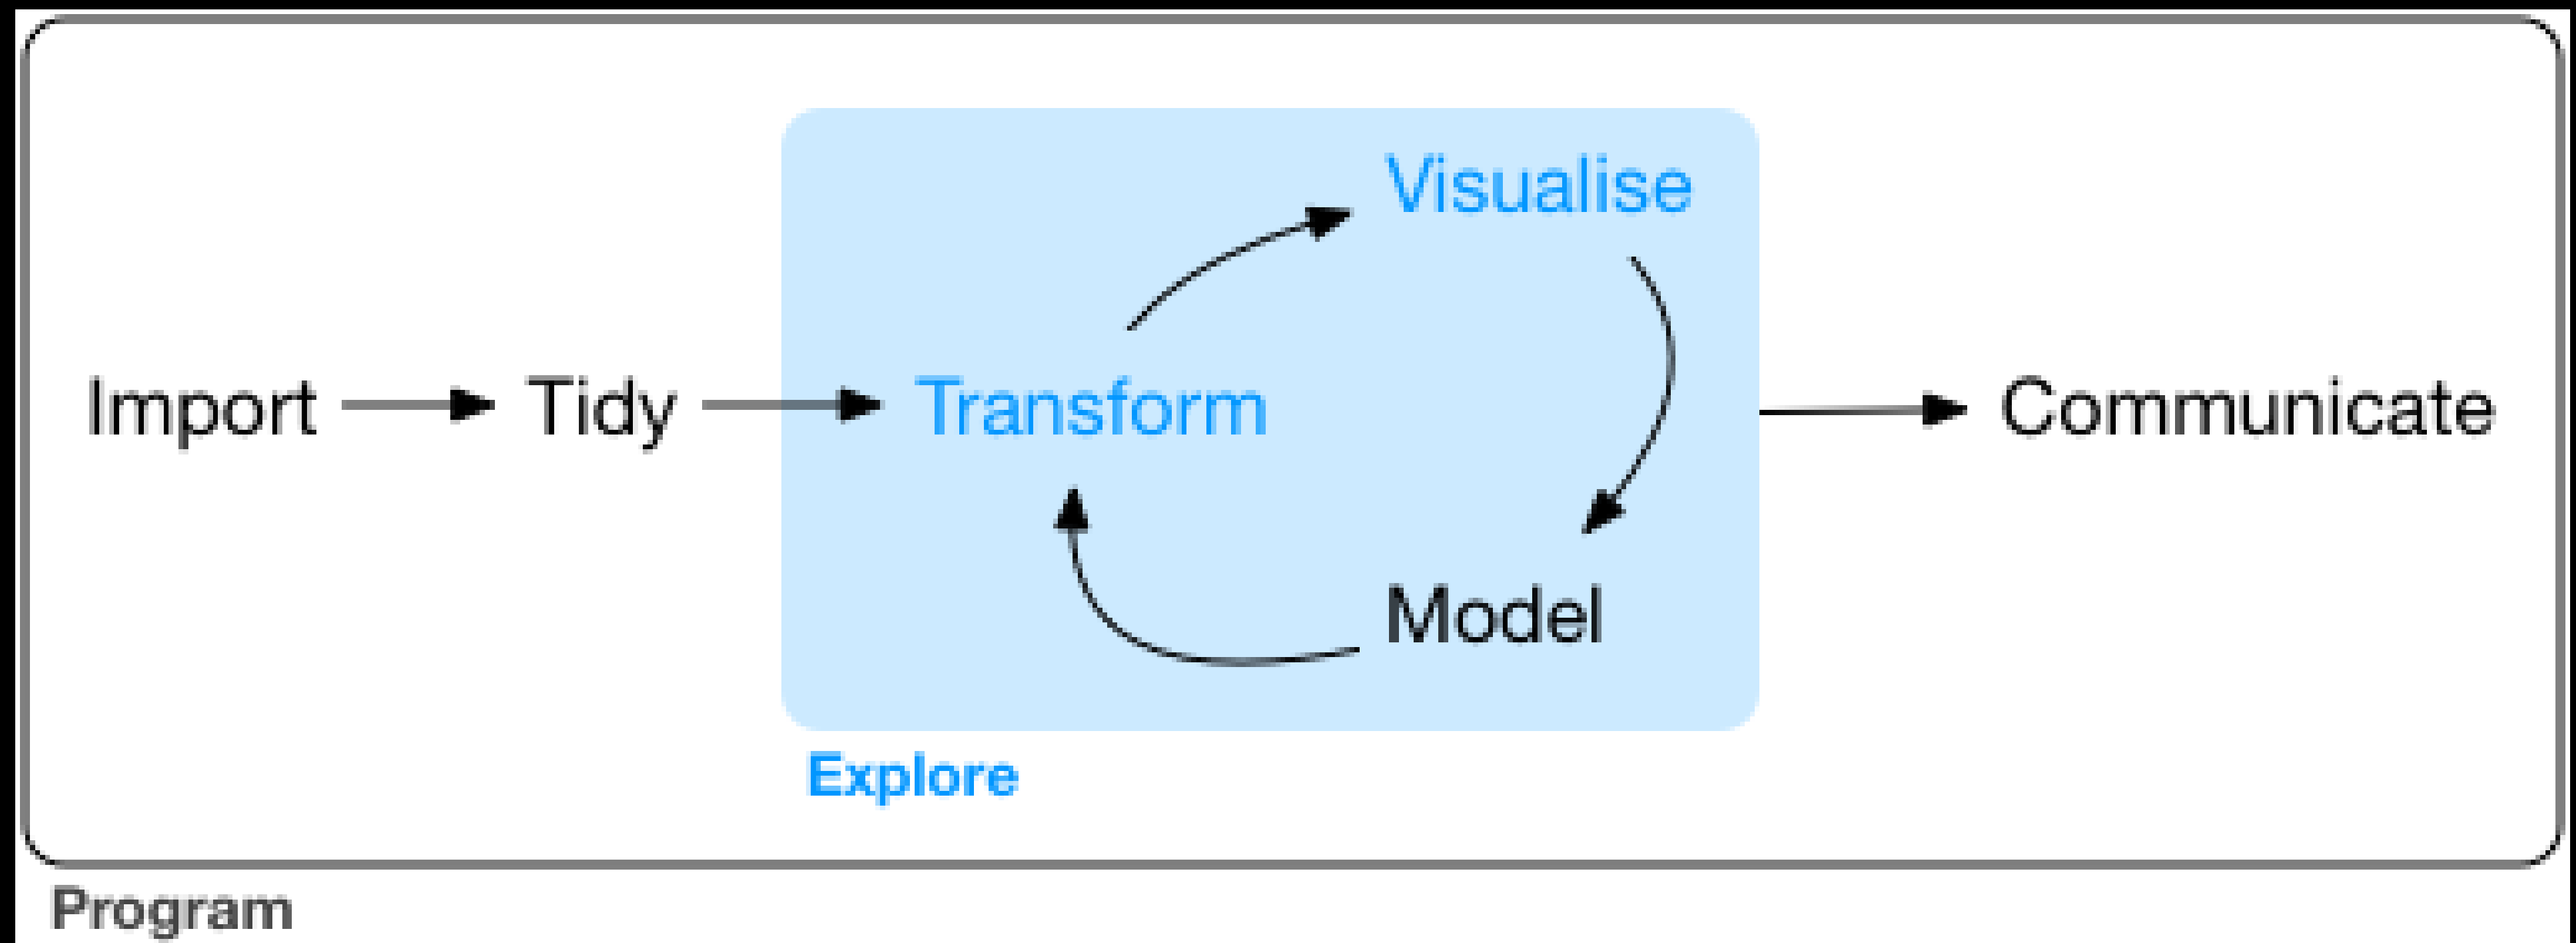 Visualise
Import
Tidy
Transform
Communicate
Model
Explore
Program